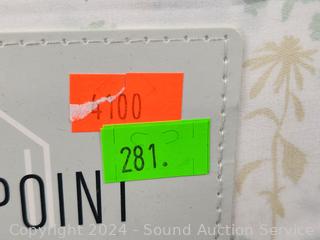 4100
281.
POINT
Copyright 2024 - Sound Auction Service